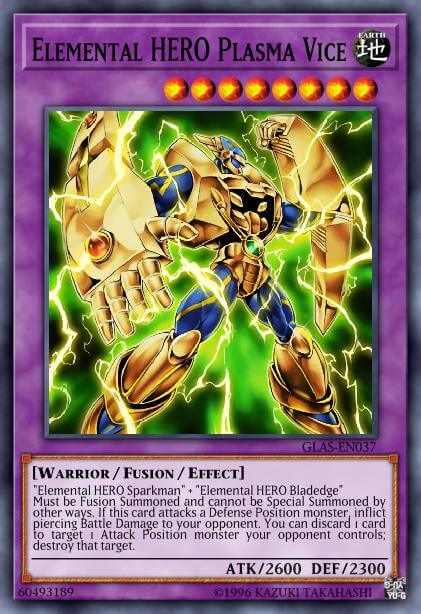 Elemental HERO Plasma Vice
EARTH
地
GLAS-EN037
[Warrior / Fusion / Effect]
"Elemental HERO Sparkman" + "Elemental HERO Bladedge"
Must be Fusion Summoned and cannot be Special Summoned by
other ways. If this card attacks a Defense Position monster, inflict
piercing Battle Damage to your opponent. You can discard 1 card
to target 1 Attack Position monster your opponent controls;
destroy that target.
ATK/2600 DEF/2300
60493189
©1996 KAZUKI TAKAHASHI